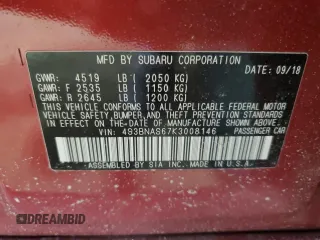 MFD BY SUBARU CORPORATION
DATE 09/18
GVWR: 4519 LB ( 2050 KG)
GAWR: F 2535 LB ( 1150 KG)
GAWR: R 2645 LB ( 1200 KG)
THIS VEHICLE CONFORMS TO ALL APPLICABLE FEDERAL MOTOR
VEHICLE SAFETY, BUMPER, AND THEFT PREVENTION STANDARDS
IN EFFECT ON THE DATE OF MANUFACTURE SHOWN ABOVE.
VIN: 4S3BNAS67K3008146 PASSENGER CAR
ASSEMBLED BY SIA INC. MADE IN U.S.A.
DREAMBID